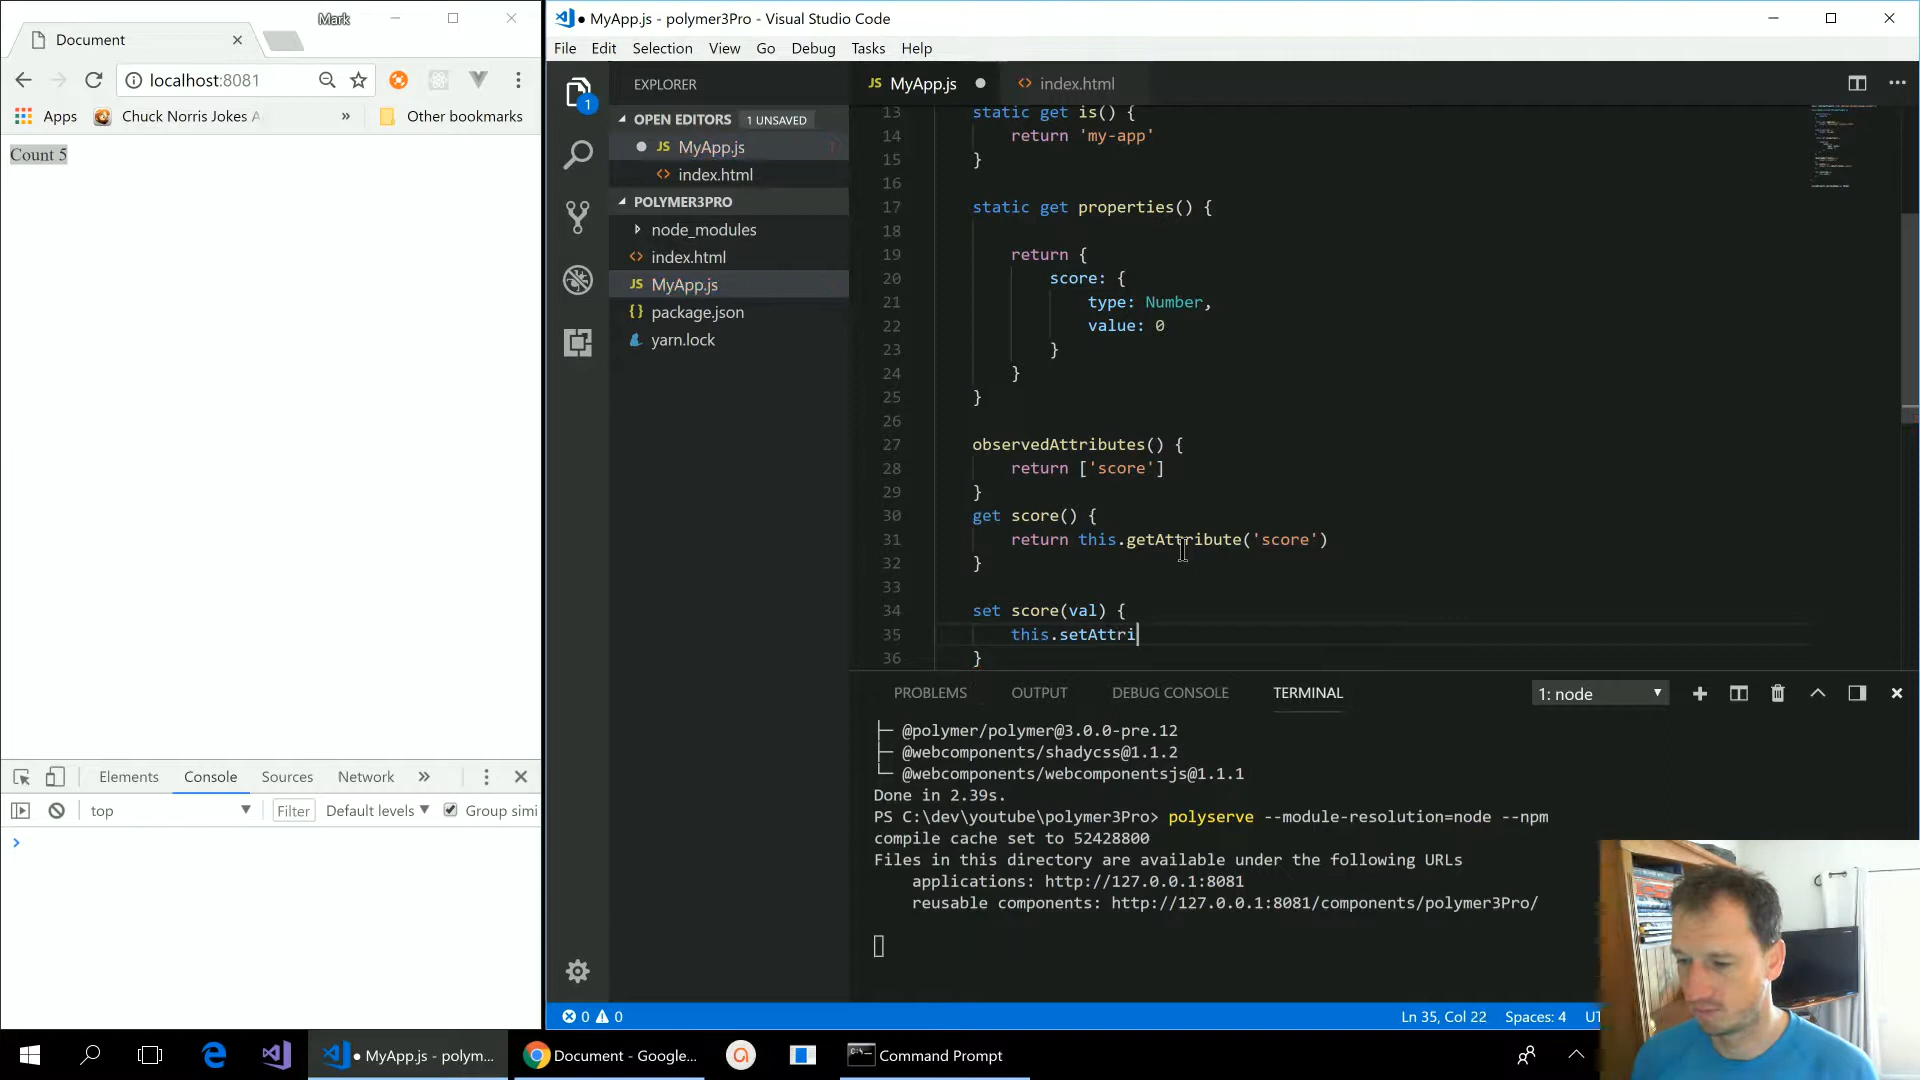 Mark
Document
localhost:8081
Apps
Chuck Norris Jokes A
»
Other bookmarks
Count 5
Elements
Console
Sources
Network
»
top
Filter
Default levels
Group simi
MyApp.js - polymer3Pro - Visual Studio Code
File Edit Selection View Go Debug Tasks Help
EXPLORER
1
OPEN EDITORS 1 UNSAVED
JS MyApp.js
<> index.html
POLYMER3PRO
node_modules
<> index.html
JS MyApp.js
{} package.json
yarn.lock
JS MyApp.js
<> index.html
13 static get is() {
14 return 'my-app'
15 }
16
17 static get properties() {
18
19 return {
20 score: {
21 type: Number,
22 value: 0
23 }
24 }
25 }
26
27 observedAttributes() {
28 return ['score']
29 }
30 get score() {
31 return this.getAttribute('score')
32 }
33
34 set score(val) {
35 this.setAttri
36 }
PROBLEMS OUTPUT DEBUG CONSOLE TERMINAL
1: node
├─ @polymer/polymer@3.0.0-pre.12
├─ @webcomponents/shadycss@1.1.2
└─ @webcomponents/webcomponentsjs@1.1.1
Done in 2.39s.
PS C:\dev\youtube\polymer3Pro> polyserve --module-resolution=node --npm
compile cache set to 52428800
Files in this directory are available under the following URLs
applications: http://127.0.0.1:8081
reusable components: http://127.0.0.1:8081/components/polymer3Pro/
0 0
Ln 35, Col 22 Spaces: 4 UT
MyApp.js - polym...
Document - Google...
Command Prompt